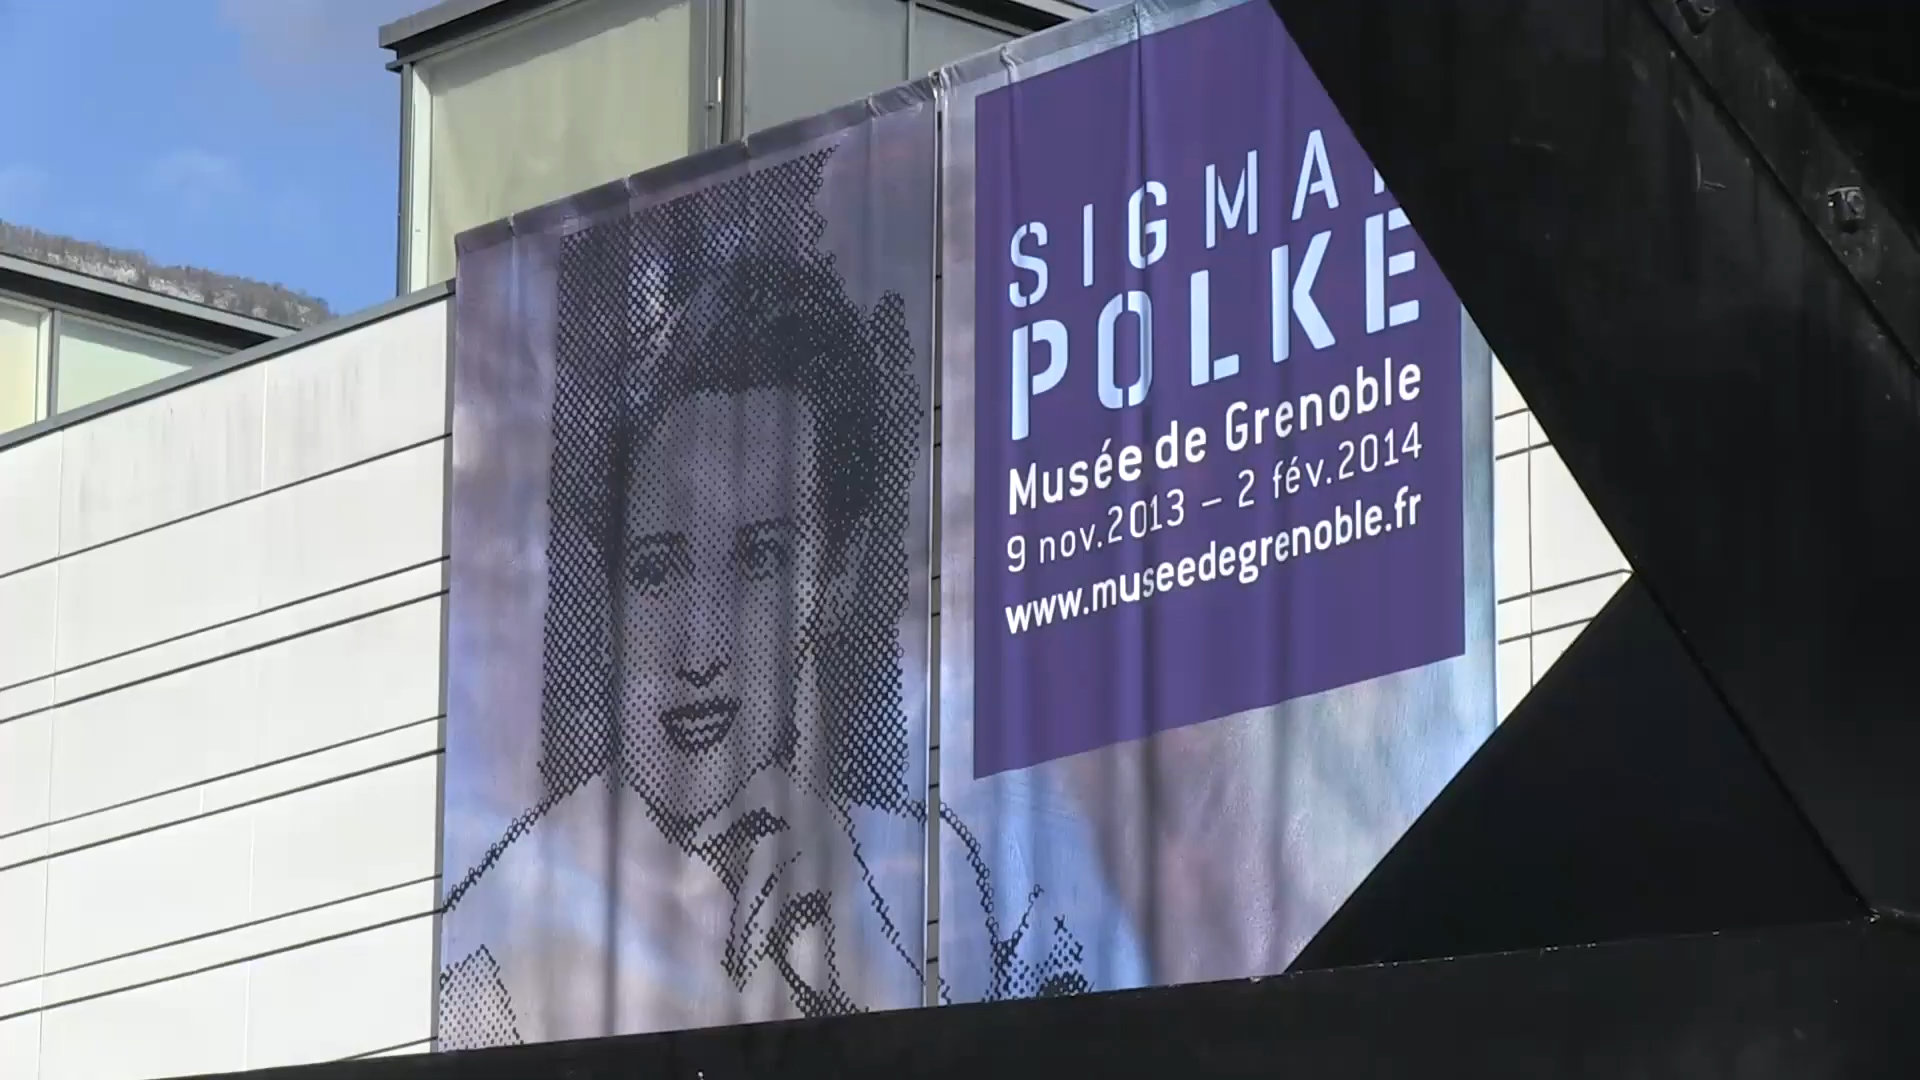 SIGMAR
POLKE
Musée de Grenoble
9 nov.2013 – 2 fév.2014
www.museedegrenoble.fr